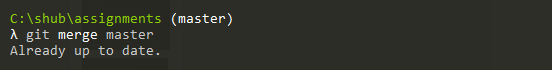 C:\shub\assignments (master)
λ git merge master
Already up to date.